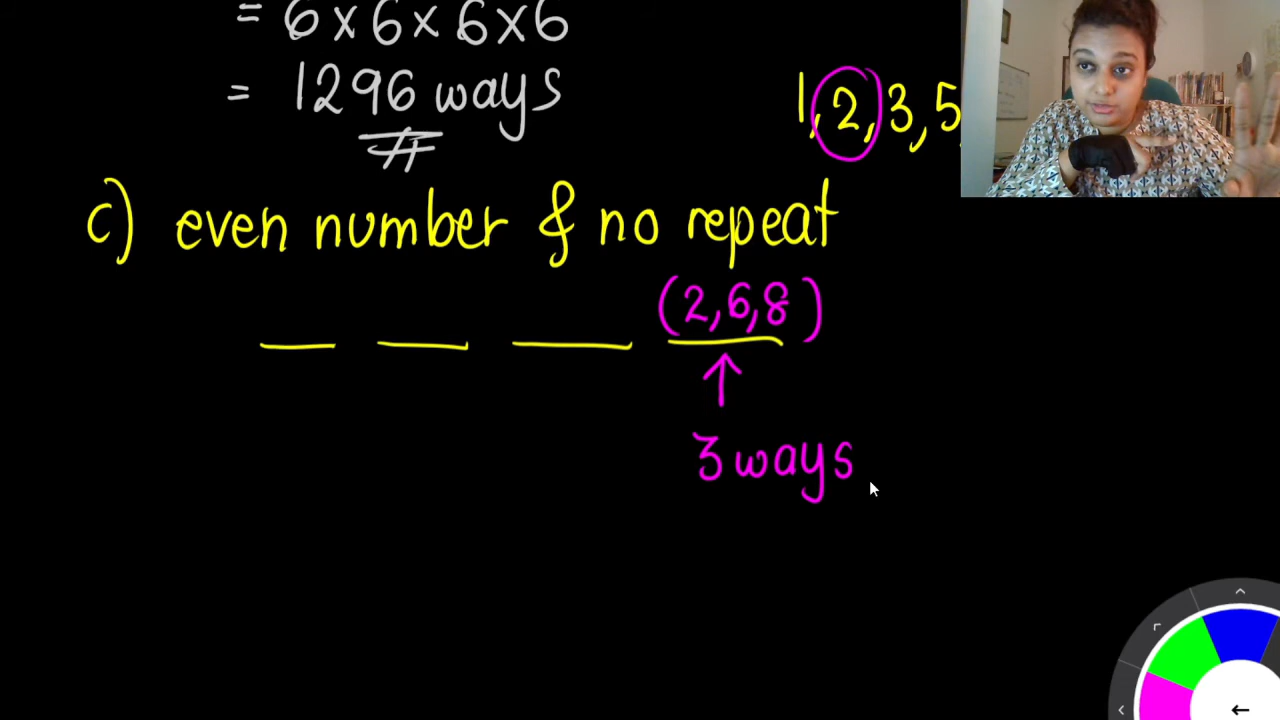 = 6 × 6 × 6 × 6
= 1296 ways
1, 2, 3, 5,
c) even number & no repeat
(2,6,8)
3 ways